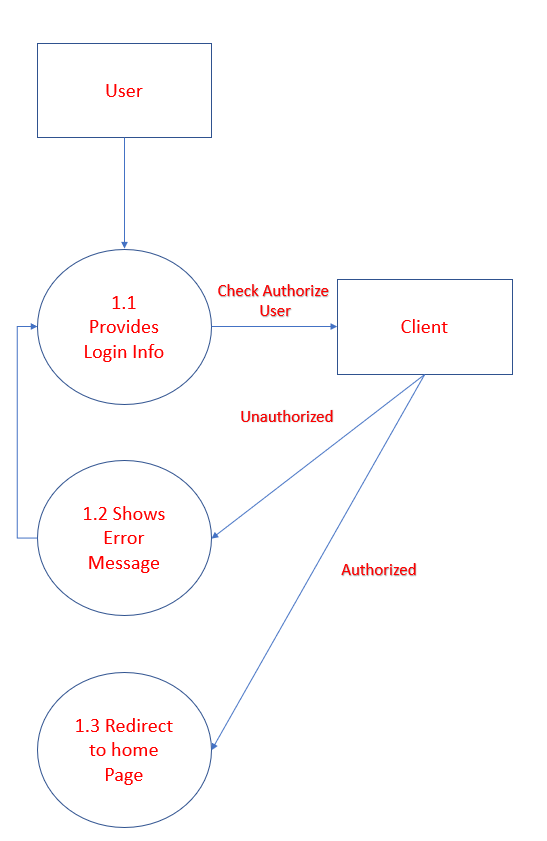 User
1.1
Provides
Login Info
Check Authorize
User
Client
Unauthorized
1.2 Shows
Error
Message
Authorized
1.3 Redirect
to home
Page